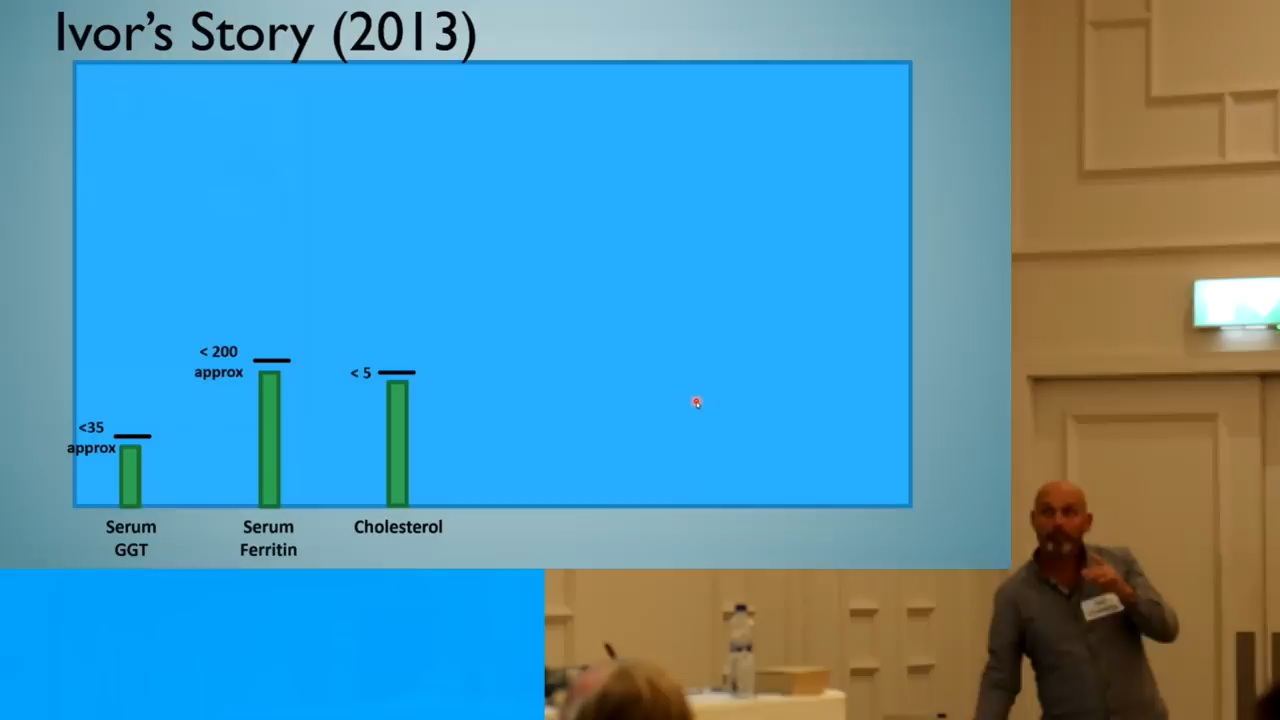 Ivor's Story (2013)
< 200
approx
< 5
<35
approx
Serum
GGT
Serum
Ferritin
Cholesterol